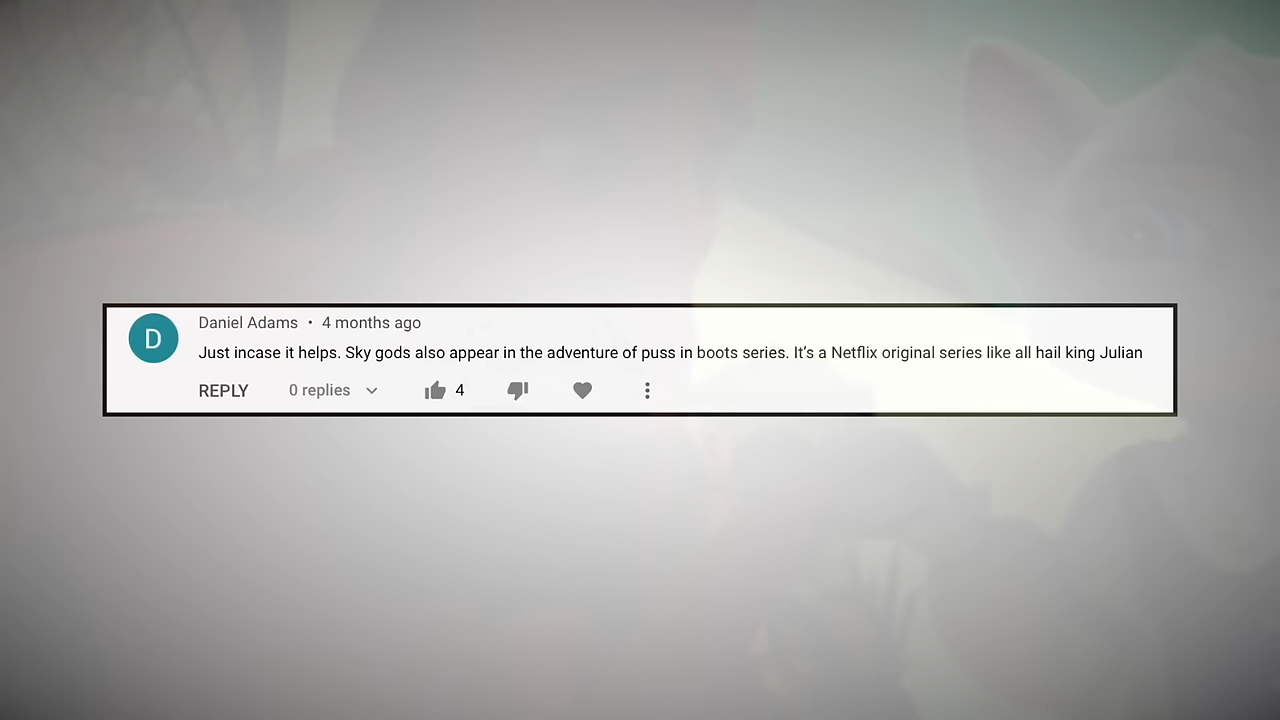 D
Daniel Adams • 4 months ago
Just incase it helps. Sky gods also appear in the adventure of puss in boots series. It’s a Netflix original series like all hail king Julian
REPLY 0 replies 4